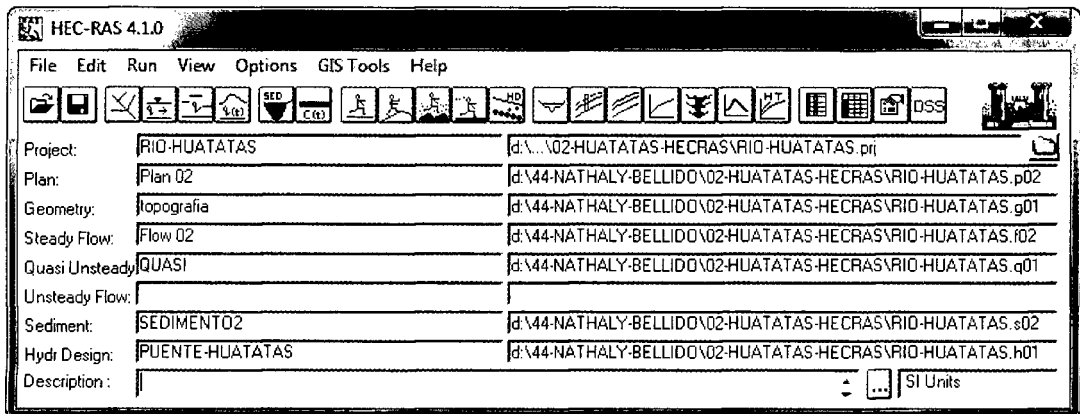 HEC-RAS 4.1.0
File Edit Run View Options GIS Tools Help
SED HD HT DSS
Project: RIO-HUATATAS d:\...\02-HUATATAS-HECRAS\RIO-HUATATAS.prj
Plan: Plan 02 d:\44-NATHALY-BELLIDO\02-HUATATAS-HECRAS\RIO-HUATATAS.p02
Geometry: topografia d:\44-NATHALY-BELLIDO\02-HUATATAS-HECRAS\RIO-HUATATAS.g01
Steady Flow: Flow 02 d:\44-NATHALY-BELLIDO\02-HUATATAS-HECRAS\RIO-HUATATAS.f02
Quasi Unsteady QUASI d:\44-NATHALY-BELLIDO\02-HUATATAS-HECRAS\RIO-HUATATAS.q01
Unsteady Flow:
Sediment: SEDIMENTO2 d:\44-NATHALY-BELLIDO\02-HUATATAS-HECRAS\RIO-HUATATAS.s02
Hydr Design: PUENTE-HUATATAS d:\44-NATHALY-BELLIDO\02-HUATATAS-HECRAS\RIO-HUATATAS.h01
Description : ... SI Units